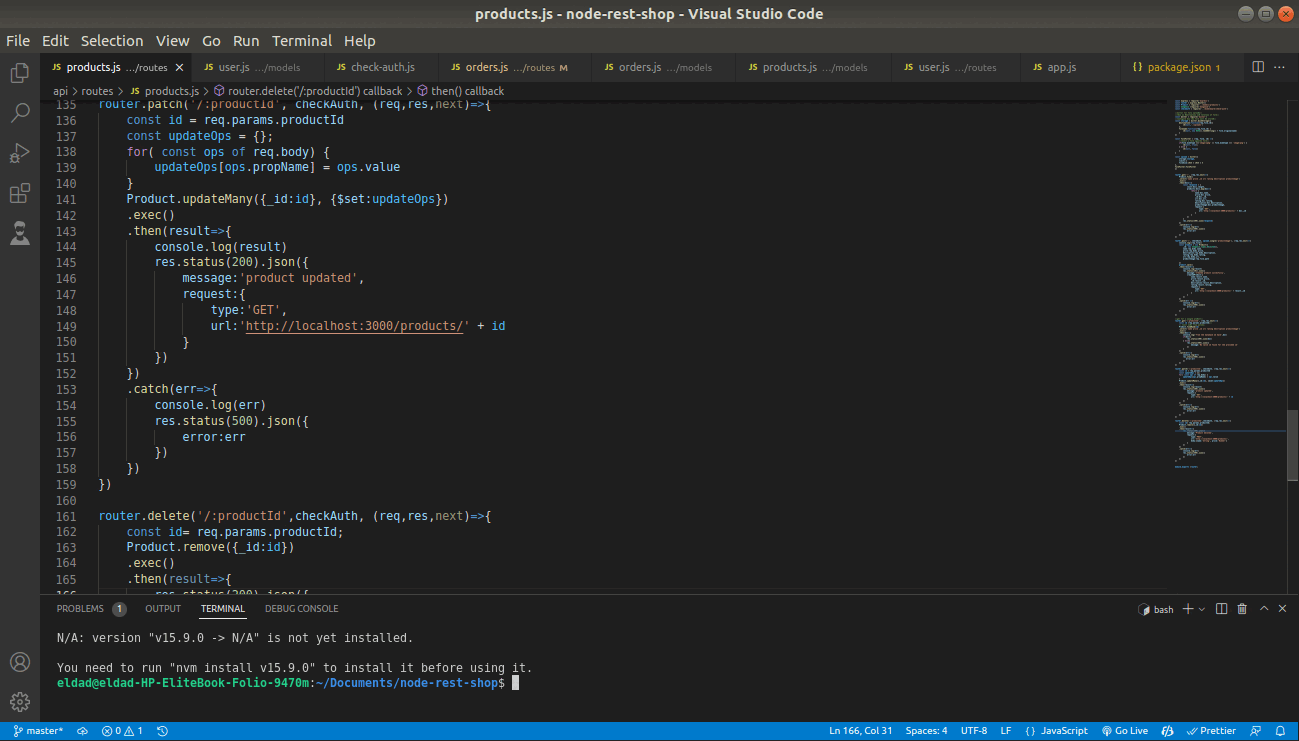 products.js - node-rest-shop - Visual Studio Code
File Edit Selection View Go Run Terminal Help
JS products.js .../routes JS user.js .../models JS check-auth.js JS orders.js .../routes M JS orders.js .../models JS products.js .../models JS user.js .../routes JS app.js {} package.json 1
api > routes > JS products.js > router.delete('/:productId') callback > then() callback
135 router.patch('/:productId', checkAuth, (req,res,next)=>{
136 const id = req.params.productId
137 const updateOps = {};
138 for( const ops of req.body) {
139 updateOps[ops.propName] = ops.value
140 }
141 Product.updateMany({_id:id}, {$set:updateOps})
142 .exec()
143 .then(result=>{
144 console.log(result)
145 res.status(200).json({
146 message:'product updated',
147 request:{
148 type:'GET',
149 url:'http://localhost:3000/products/' + id
150 }
151 })
152 })
153 .catch(err=>{
154 console.log(err)
155 res.status(500).json({
156 error:err
157 })
158 })
159 })
160
161 router.delete('/:productId',checkAuth, (req,res,next)=>{
162 const id= req.params.productId;
163 Product.remove({_id:id})
164 .exec()
165 .then(result=>{
166 res.status(200).json({
PROBLEMS 1 OUTPUT TERMINAL DEBUG CONSOLE bash
N/A: version "v15.9.0 -> N/A" is not yet installed.
You need to run "nvm install v15.9.0" to install it before using it.
eldad@eldad-HP-EliteBook-Folio-9470m:~/Documents/node-rest-shop$
master* 0 1 Ln 166, Col 31 Spaces: 4 UTF-8 LF {} JavaScript Go Live Prettier